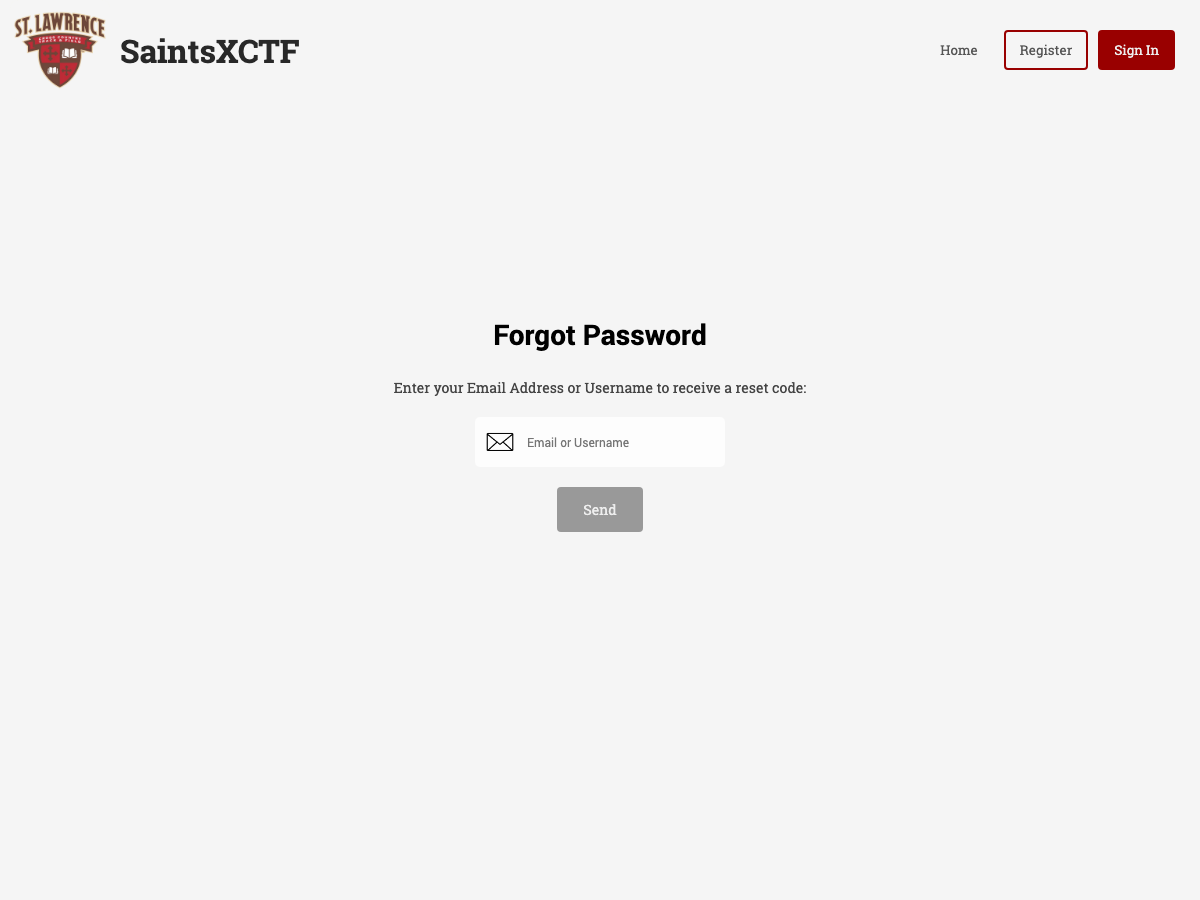 ST. LAWRENCE
SaintsXCTF
Home
Register
Sign In
Forgot Password
Enter your Email Address or Username to receive a reset code:
Email or Username
Send